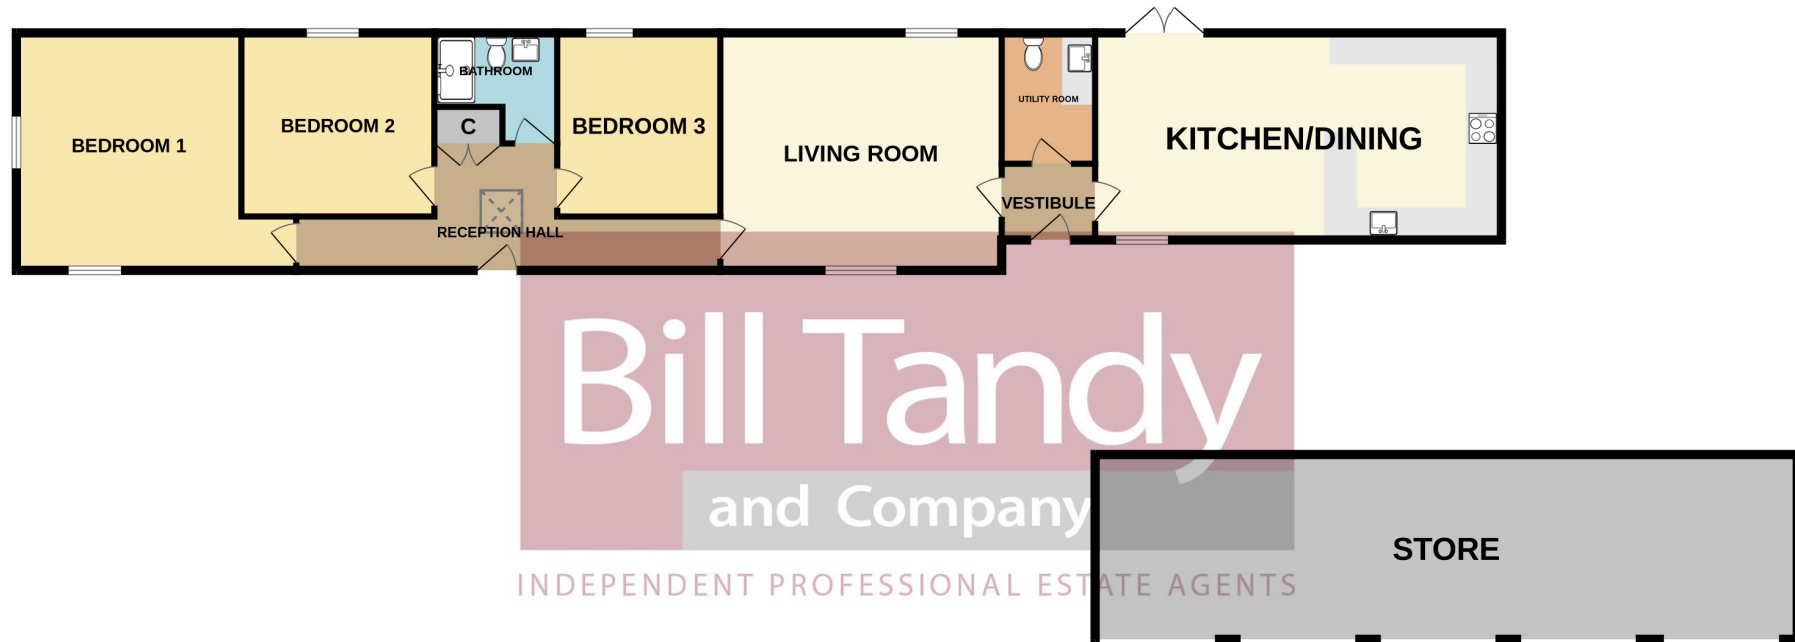 BEDROOM 1
BEDROOM 2
BATHROOM
C
BEDROOM 3
LIVING ROOM
UTILITY ROOM
VESTIBULE
KITCHEN/DINING
RECEPTION HALL
Bill Tandy
and Company
INDEPENDENT PROFESSIONAL ESTATE AGENTS
STORE